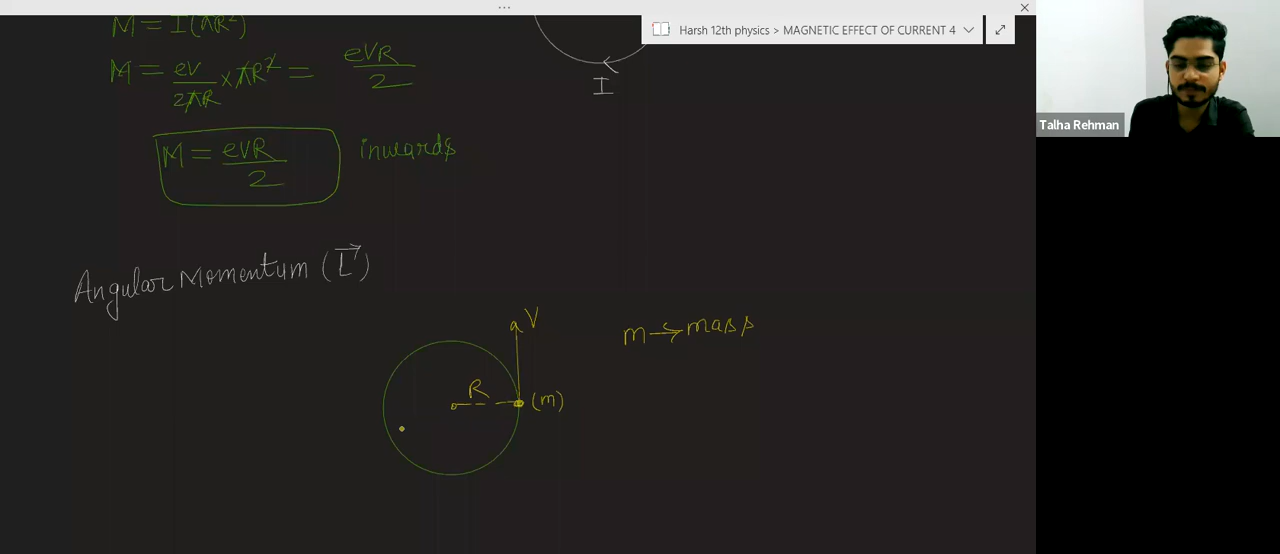 Harsh 12th physics > MAGNETIC EFFECT OF CURRENT 4
M = I(πR²)
M = eV/2πR × πR² = eVR/2
I
M = eVR/2 inwards
Talha Rehman
Angular Momentum (L⃗)
V
m → mass
R
(m)